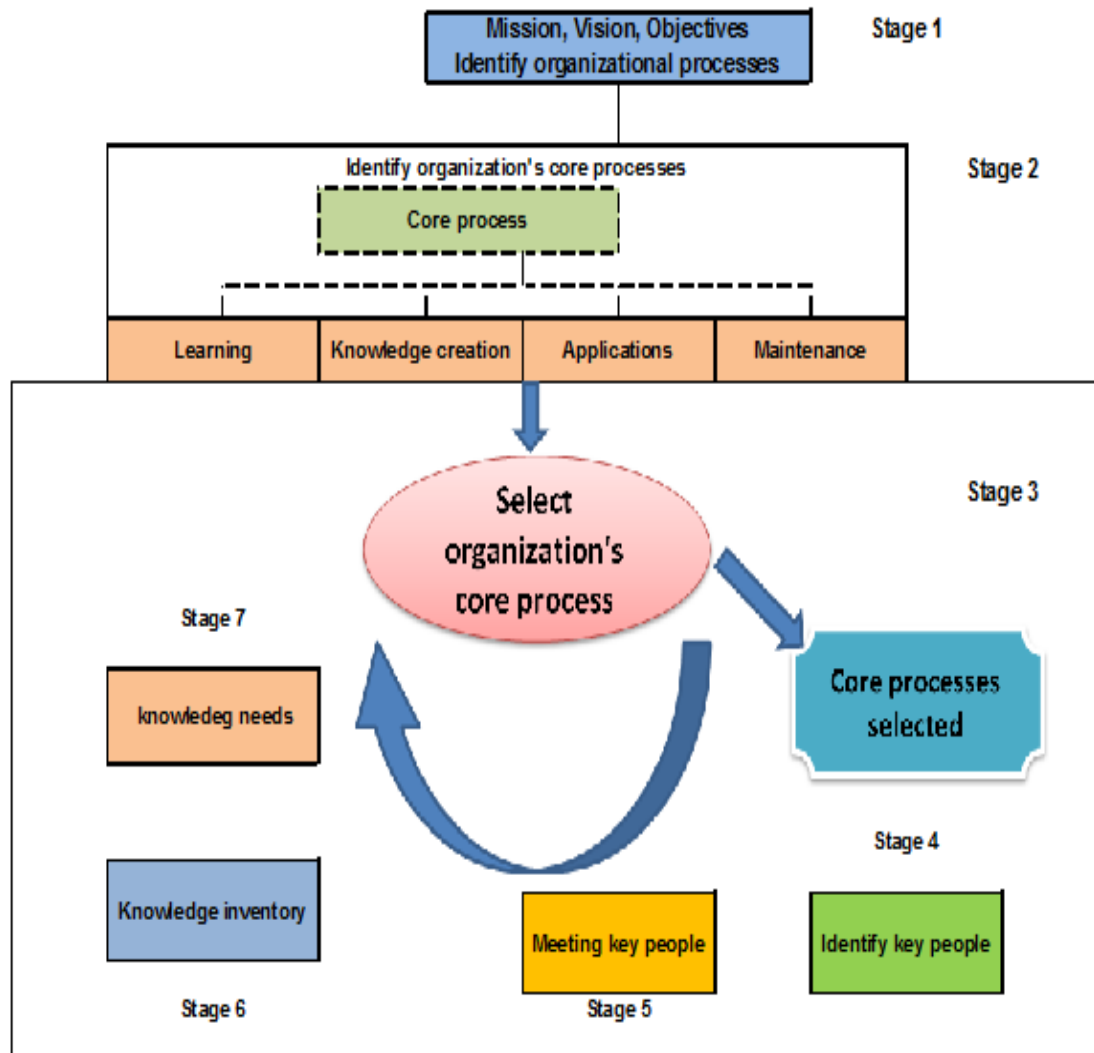 Mission, Vision, Objectives
Identify organizational processes
Stage 1
Identify organization's core processes
Stage 2
Core process
Learning
Knowledge creation
Applications
Maintenance
Select
organization's
core process
Stage 3
Stage 7
knowledeg needs
Core processes
selected
Stage 4
Knowledge inventory
Meeting key people
Identify key people
Stage 6
Stage 5